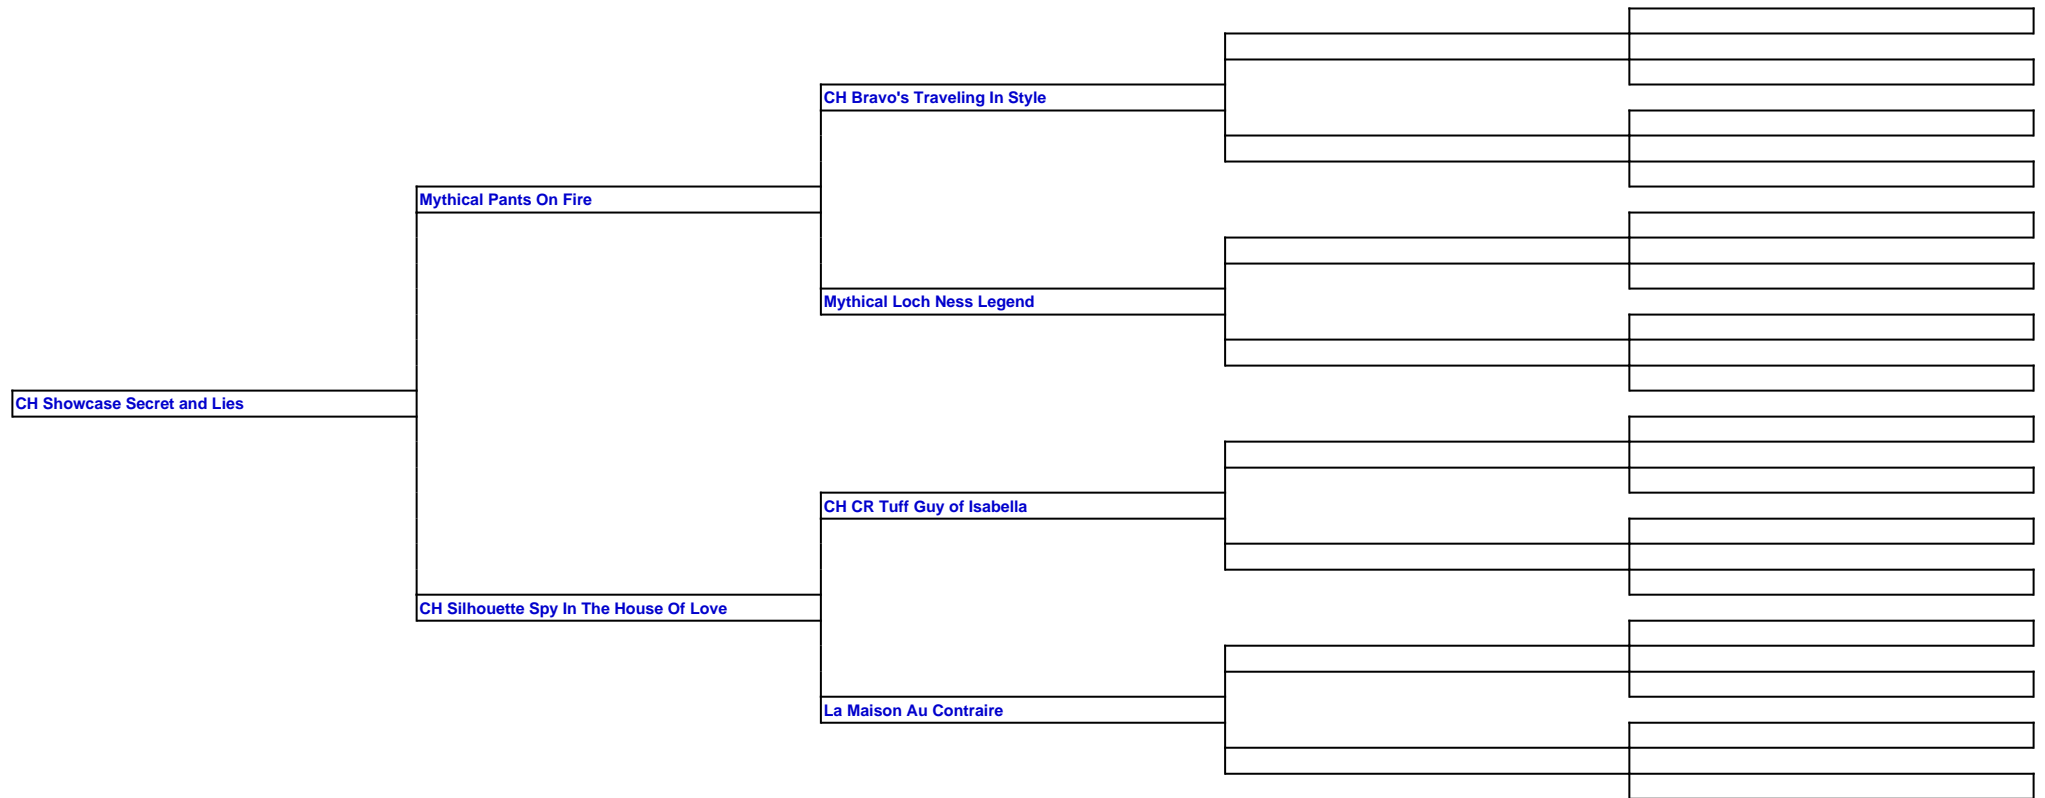 CH Bravo's Traveling In Style
Mythical Pants On Fire
Mythical Loch Ness Legend
CH Showcase Secret and Lies
CH CR Tuff Guy of Isabella
CH Silhouette Spy In The House Of Love
La Maison Au Contraire